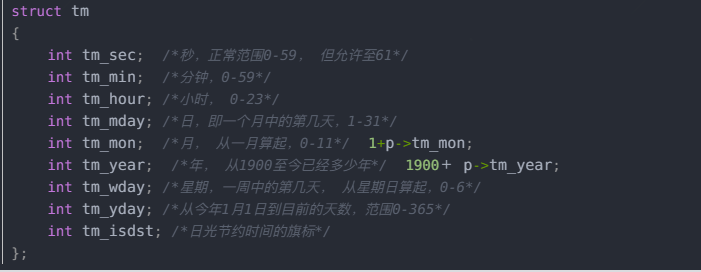 struct tm
{
    int tm_sec;  /*秒，正常范围0-59， 但允许至61*/
    int tm_min;  /*分钟，0-59*/
    int tm_hour; /*小时， 0-23*/
    int tm_mday; /*日，即一个月中的第几天，1-31*/
    int tm_mon;  /*月， 从一月算起，0-11*/  1+p->tm_mon;
    int tm_year;  /*年， 从1900至今已经多少年*/  1900＋ p->tm_year;
    int tm_wday; /*星期，一周中的第几天， 从星期日算起，0-6*/
    int tm_yday; /*从今年1月1日到目前的天数，范围0-365*/
    int tm_isdst; /*日光节约时间的旗标*/
};